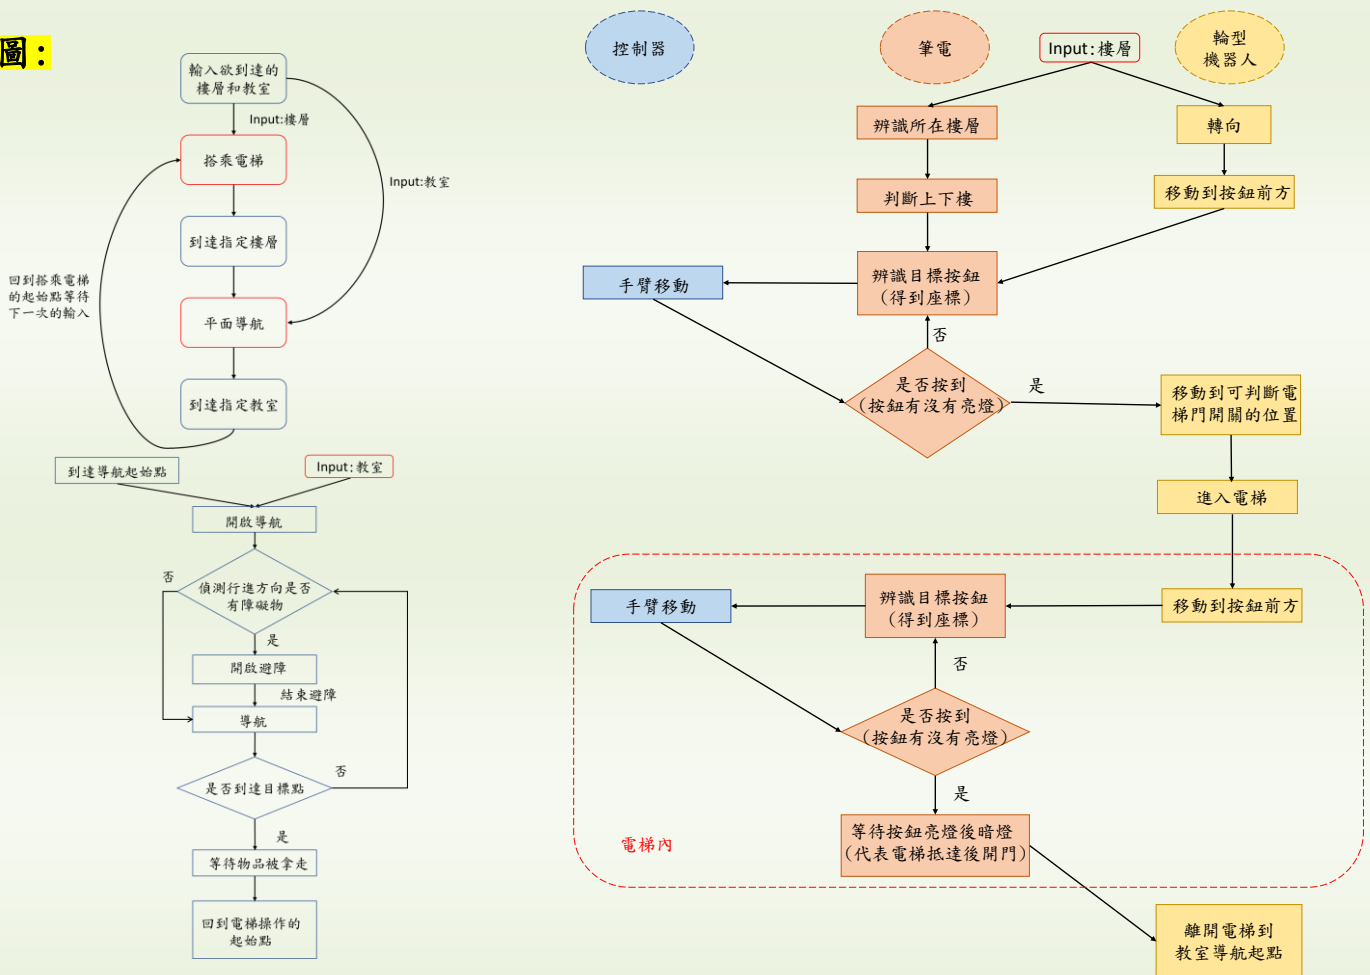 圖:
輸入欲到達的
樓層和教室
Input:樓層
搭乘電梯
Input:教室
到達指定樓層
回到搭乘電梯
的起始點等待
下一次的輸入
平面導航
到達指定教室
到達導航起始點
Input:教室
開啟導航
否
偵測行進方向是否
有障礙物
是
開啟避障
結束避障
導航
是否到達目標點
否
是
等待物品被拿走
回到電梯操作的
起始點
控制器
筆電
Input:樓層
輪型
機器人
辨識所在樓層
轉向
判斷上下樓
移動到按鈕前方
手臂移動
辨識目標按鈕
(得到座標)
否
是否按到
(按鈕有沒有亮燈)
是
移動到可判斷電
梯門開關的位置
進入電梯
手臂移動
辨識目標按鈕
(得到座標)
移動到按鈕前方
否
是否按到
(按鈕有沒有亮燈)
是
電梯內
等待按鈕亮燈後暗燈
(代表電梯抵達後開門)
離開電梯到
教室導航起點